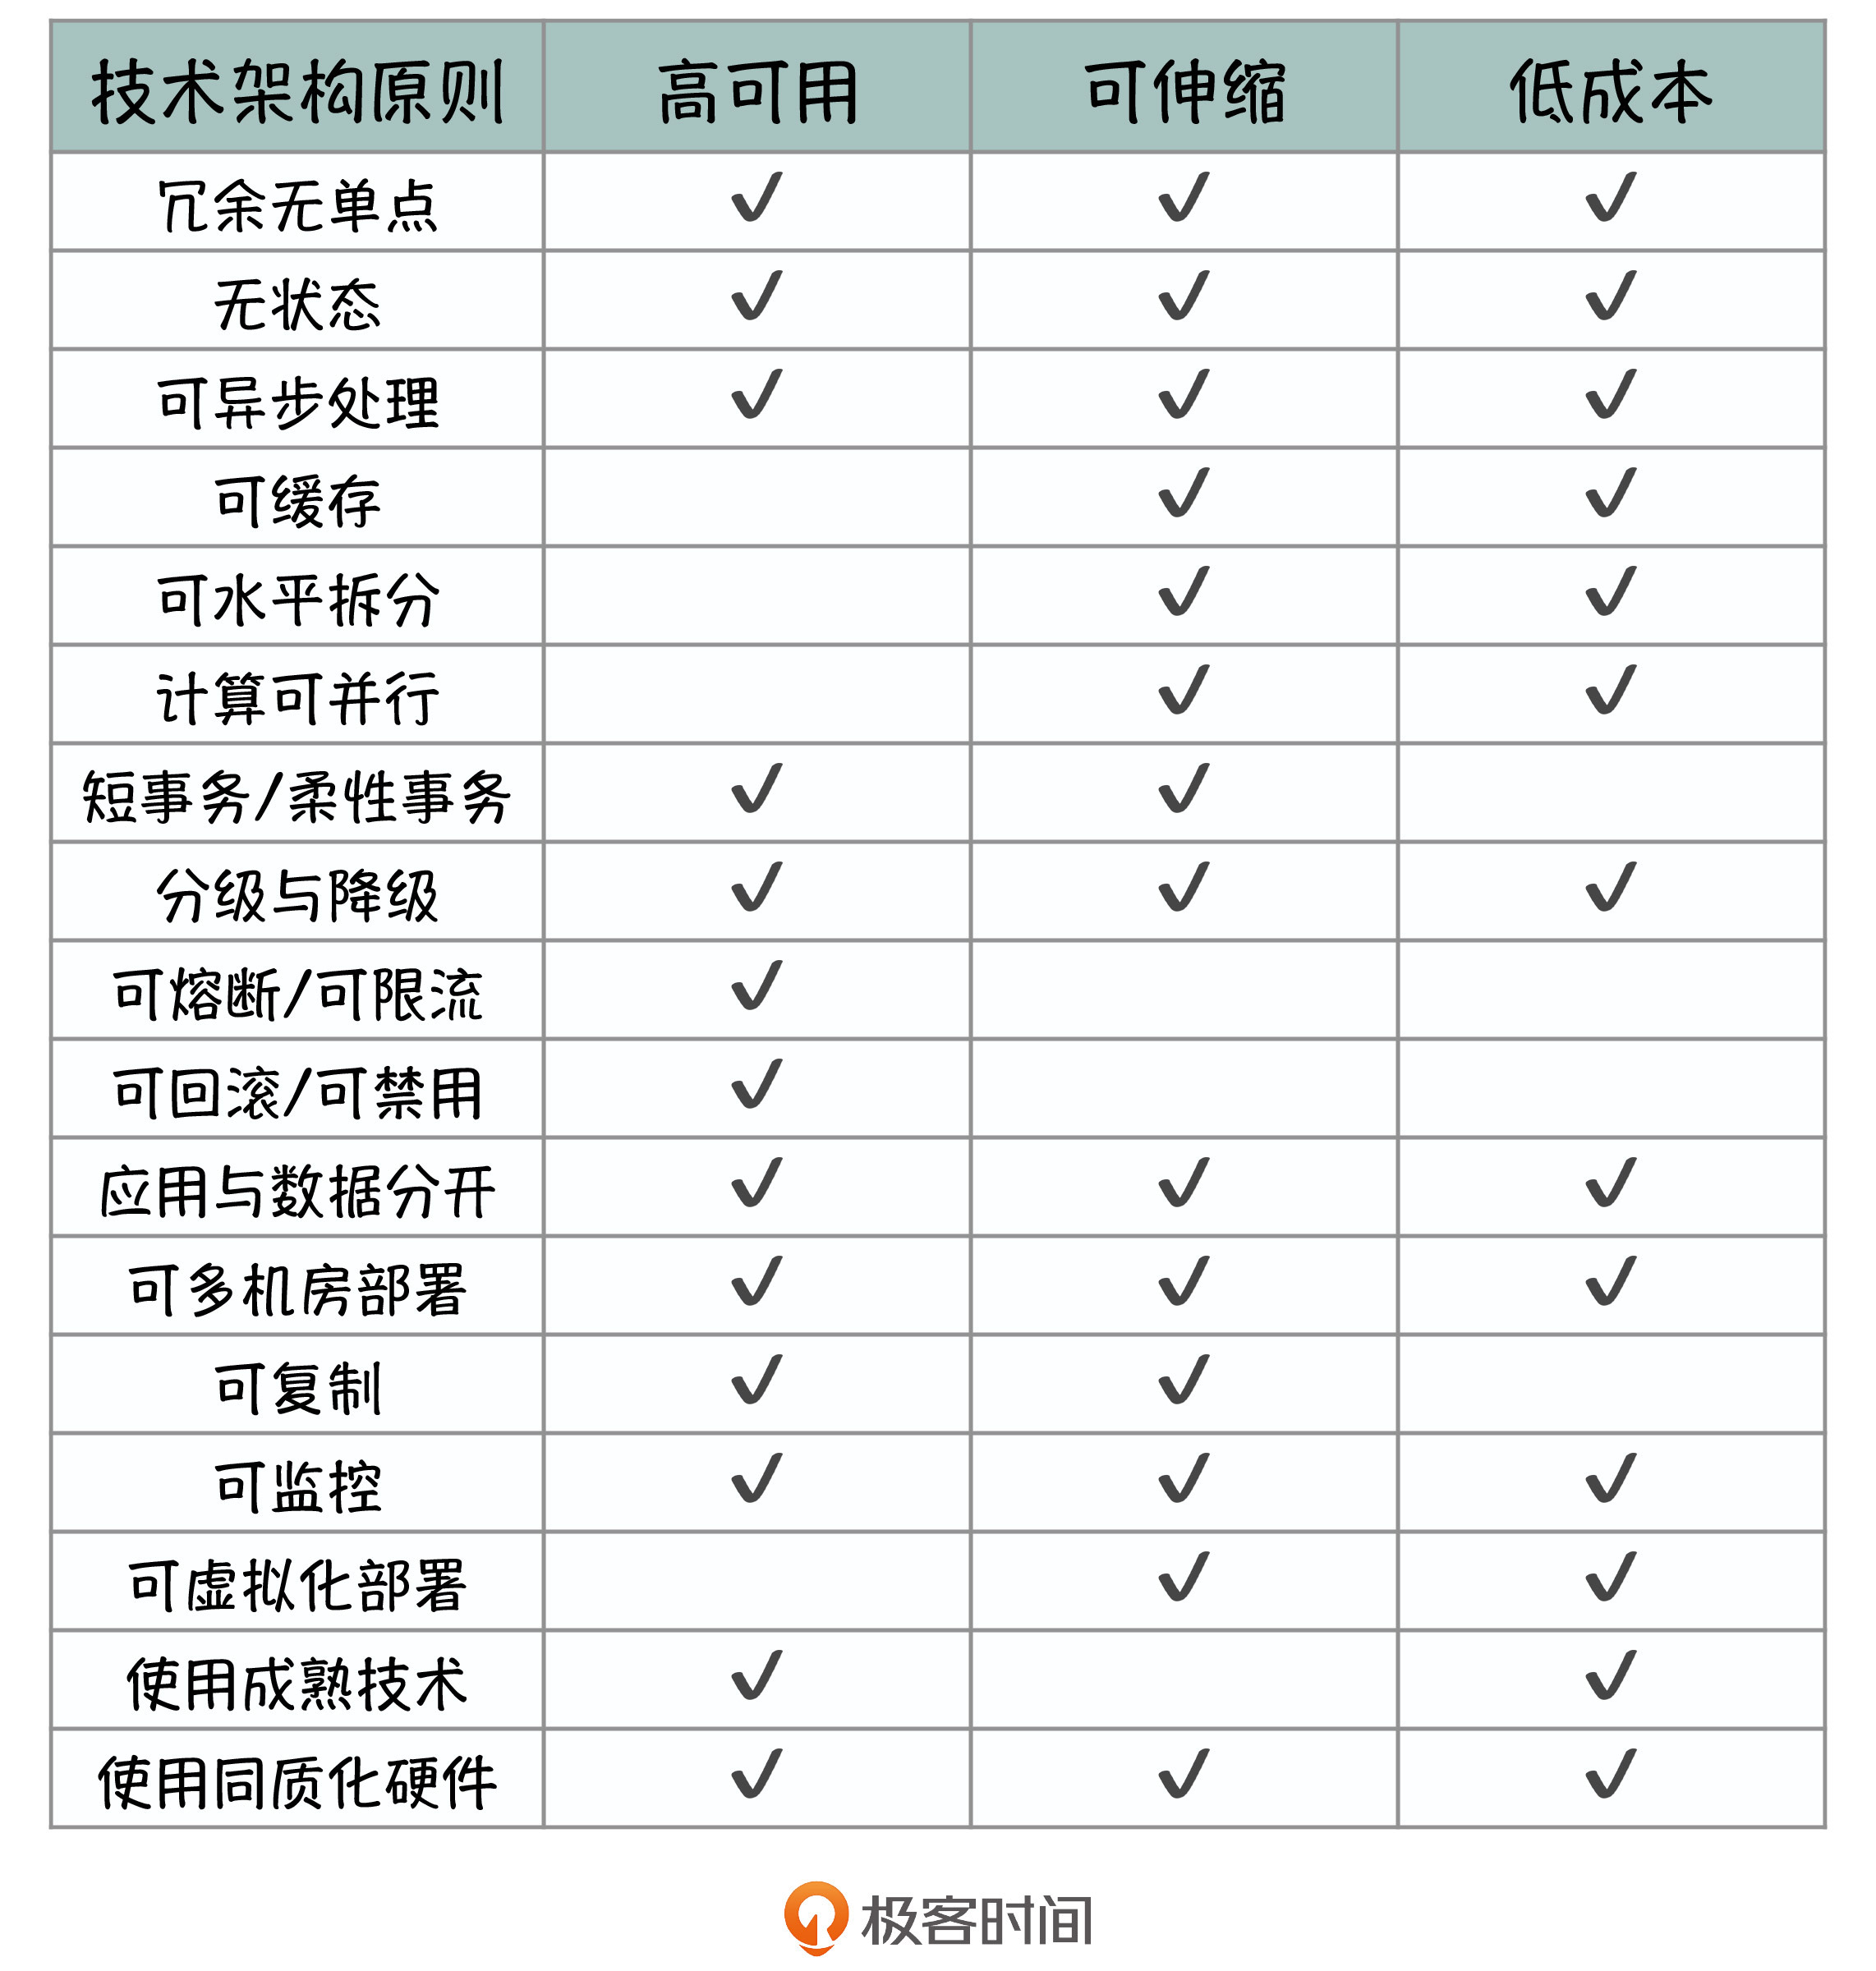 技术架构原则 高可用 可伸缩 低成本
冗余无单点 ✓ ✓ ✓
无状态 ✓ ✓ ✓
可异步处理 ✓ ✓ ✓
可缓存 ✓ ✓
可水平拆分 ✓ ✓
计算可并行 ✓ ✓
短事务/柔性事务 ✓ ✓
分级与降级 ✓ ✓ ✓
可熔断/可限流 ✓
可回滚/可禁用 ✓
应用与数据分开 ✓ ✓ ✓
可多机房部署 ✓ ✓ ✓
可复制 ✓ ✓
可监控 ✓ ✓ ✓
可虚拟化部署 ✓ ✓
使用成熟技术 ✓ ✓
使用同质化硬件 ✓ ✓ ✓
极客时间